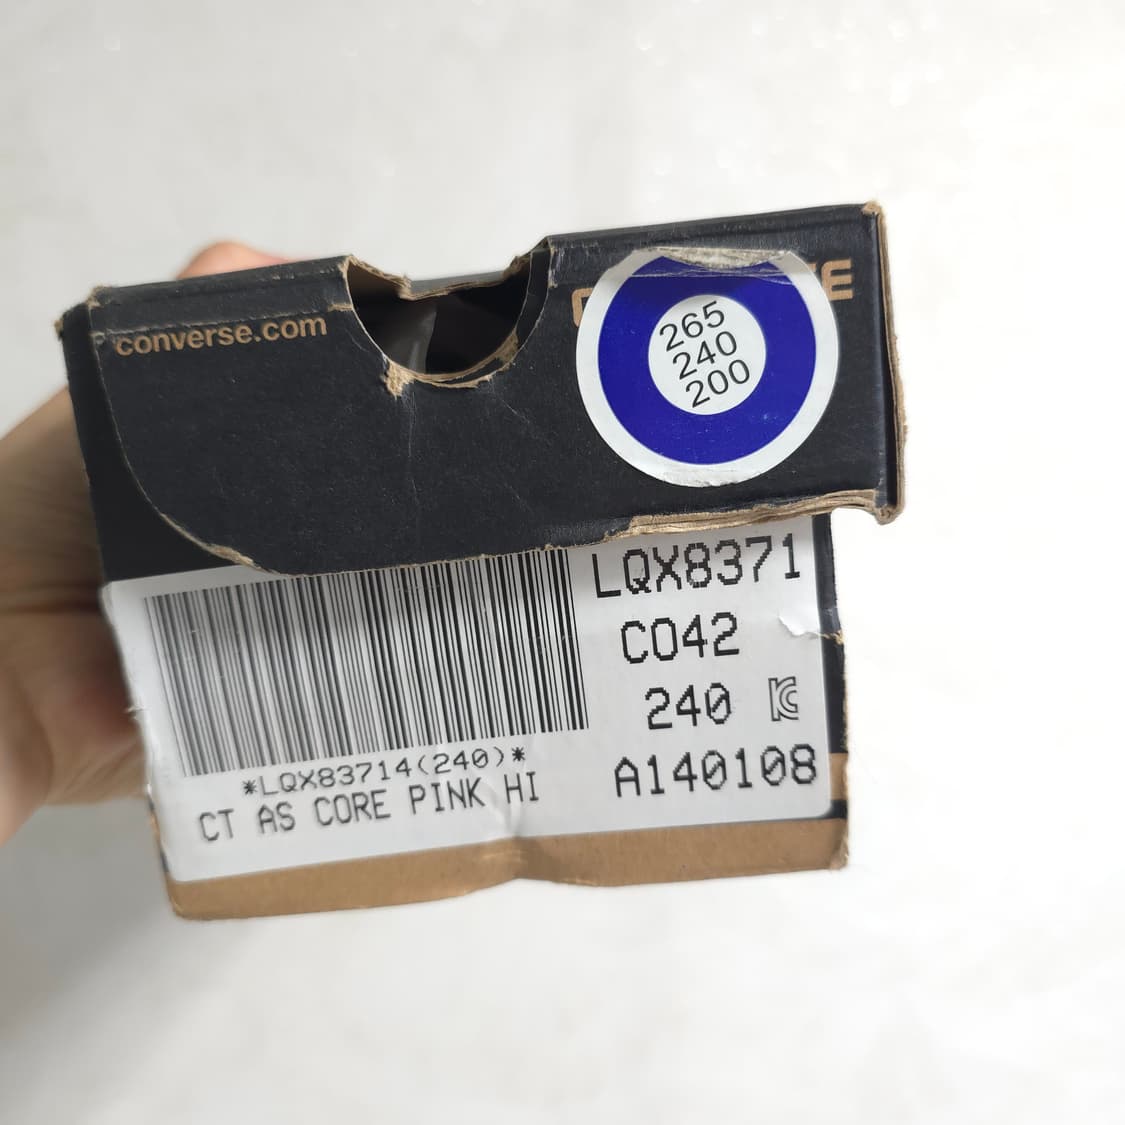 converse.com
E
265
240
200
LQX8371
C042
240
A140108
*LQX83714(240)*
CT AS CORE PINK HI